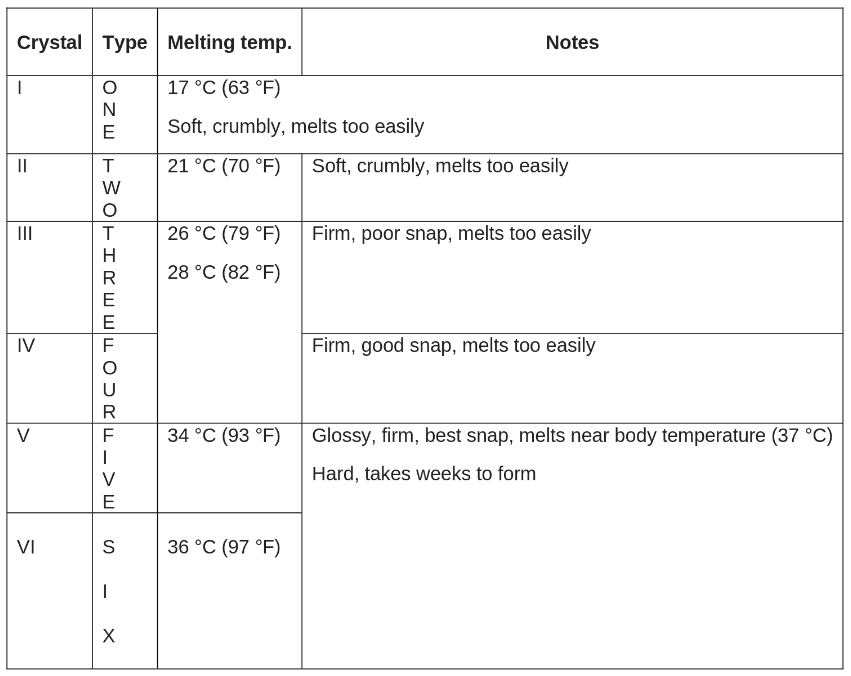 Crystal Type Melting temp. Notes
I ONE 17 °C (63 °F)
Soft, crumbly, melts too easily
II TWO 21 °C (70 °F) Soft, crumbly, melts too easily
III THREE 26 °C (79 °F) Firm, poor snap, melts too easily
28 °C (82 °F)
IV FOUR Firm, good snap, melts too easily
V FIVE 34 °C (93 °F) Glossy, firm, best snap, melts near body temperature (37 °C)
Hard, takes weeks to form
VI SIX 36 °C (97 °F)